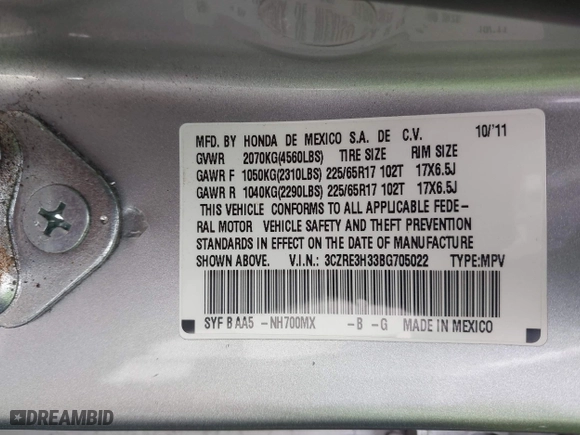 MFD. BY HONDA DE MEXICO S.A. DE C.V. 10/'11
GVWR 2070KG(4560LBS) TIRE SIZE RIM SIZE
GAWR F 1050KG(2310LBS) 225/65R17 102T 17X6.5J
GAWR R 1040KG(2290LBS) 225/65R17 102T 17X6.5J
THIS VEHICLE CONFORMS TO ALL APPLICABLE FEDE-
RAL MOTOR VEHICLE SAFETY AND THEFT PREVENTION
STANDARDS IN EFFECT ON THE DATE OF MANUFACTURE
SHOWN ABOVE. V.I.N.: 3CZRE3H33BG705022 TYPE:MPV
SYF B AA5 -NH700MX -B -G MADE IN MEXICO
DREAMBID